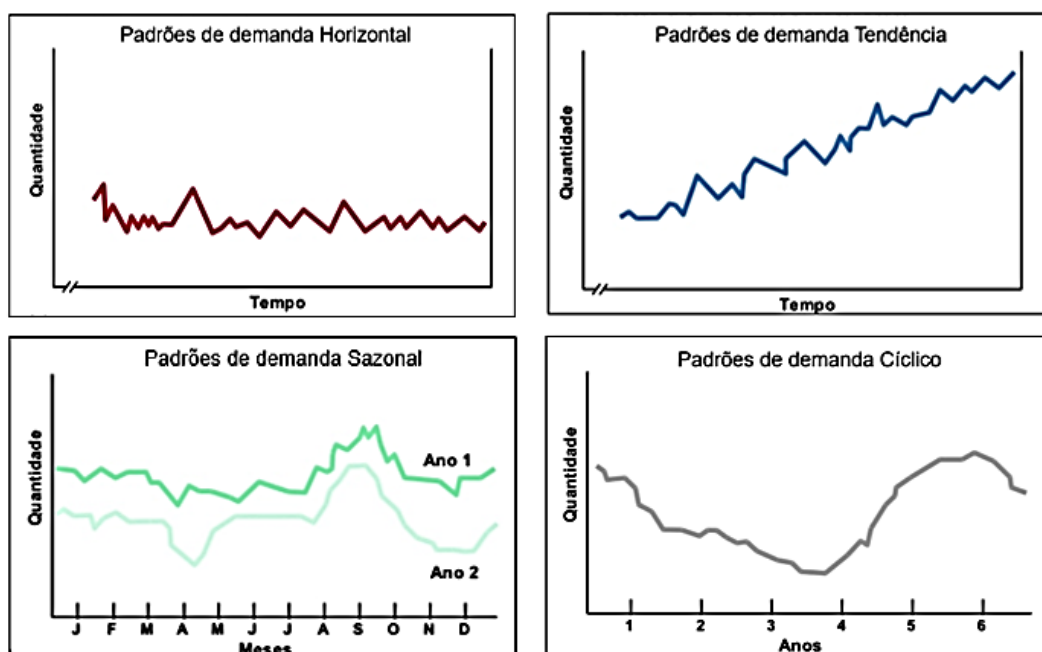 Padrões de demanda Horizontal
Quantidade
Tempo
Padrões de demanda Tendência
Quantidade
Tempo
Padrões de demanda Sazonal
Quantidade
Ano 1
Ano 2
J F M A M J J A S O N D
Meses
Padrões de demanda Cíclico
Quantidade
1 2 3 4 5 6
Anos